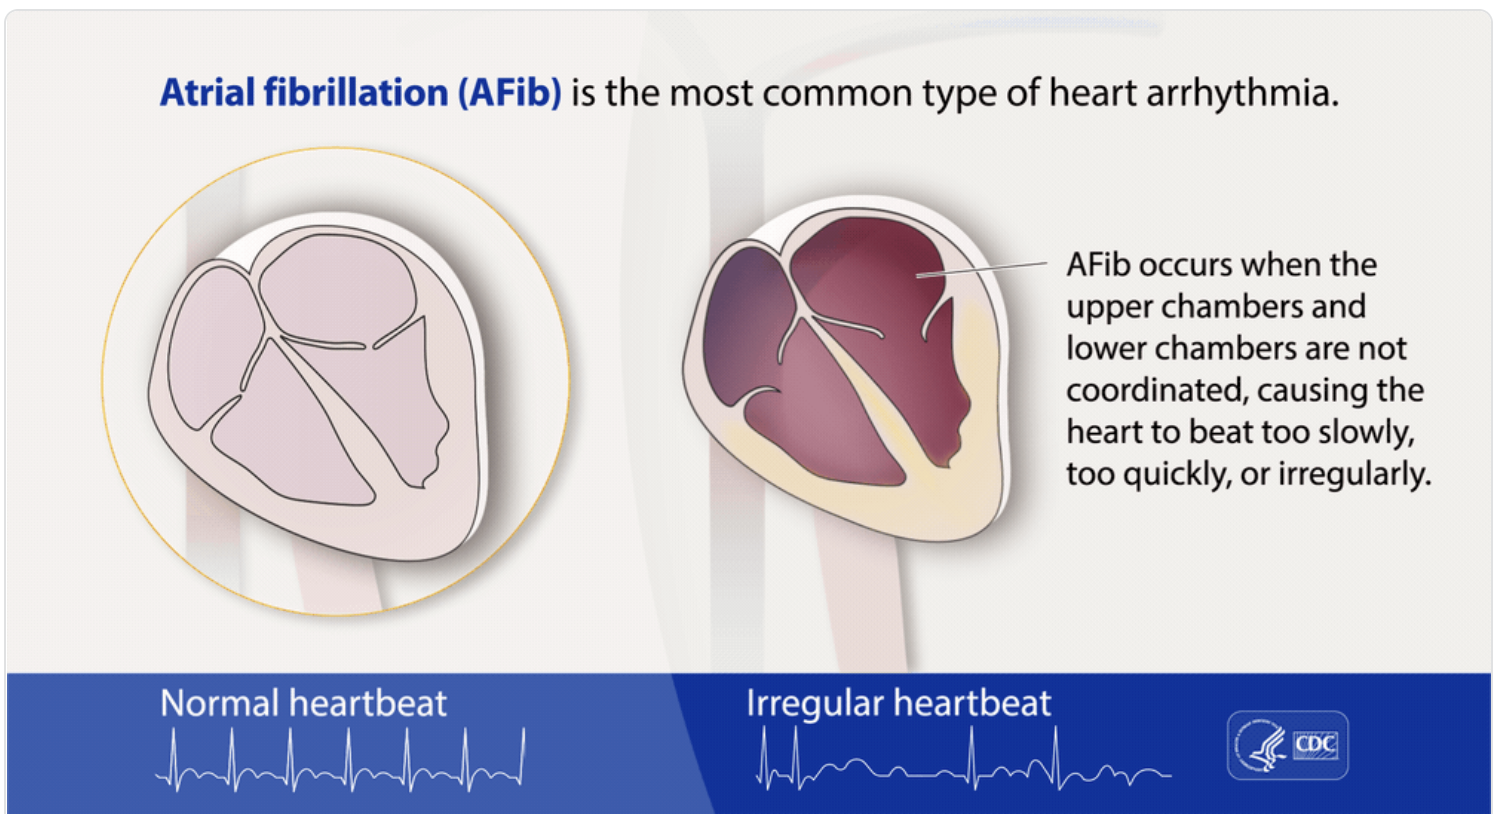 Atrial fibrillation (AFib) is the most common type of heart arrhythmia.
AFib occurs when the
upper chambers and
lower chambers are not
coordinated, causing the
heart to beat too slowly,
too quickly, or irregularly.
Normal heartbeat
Irregular heartbeat
CDC